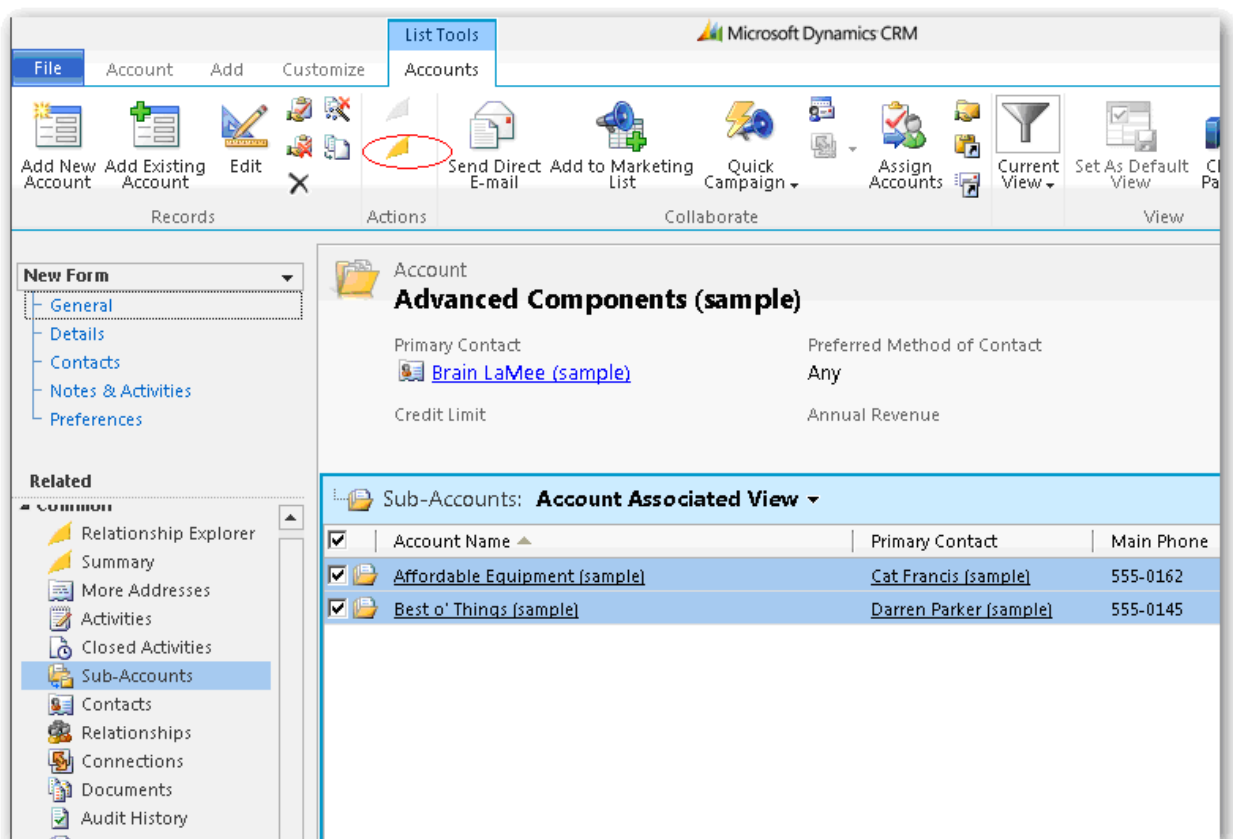 List Tools
Microsoft Dynamics CRM
File Account Add Customize Accounts
Add New Account
Add Existing Account
Edit
Send Direct E-mail
Add to Marketing List
Quick Campaign
Assign Accounts
Current View
Set As Default View
Records
Actions
Collaborate
View
New Form
General
Details
Contacts
Notes & Activities
Preferences
Related
Common
Relationship Explorer
Summary
More Addresses
Activities
Closed Activities
Sub-Accounts
Contacts
Relationships
Connections
Documents
Audit History
Account
Advanced Components (sample)
Primary Contact
Brain LaMee (sample)
Preferred Method of Contact
Any
Credit Limit
Annual Revenue
Sub-Accounts: Account Associated View
Account Name Primary Contact Main Phone
Affordable Equipment (sample) Cat Francis (sample) 555-0162
Best o' Things (sample) Darren Parker (sample) 555-0145